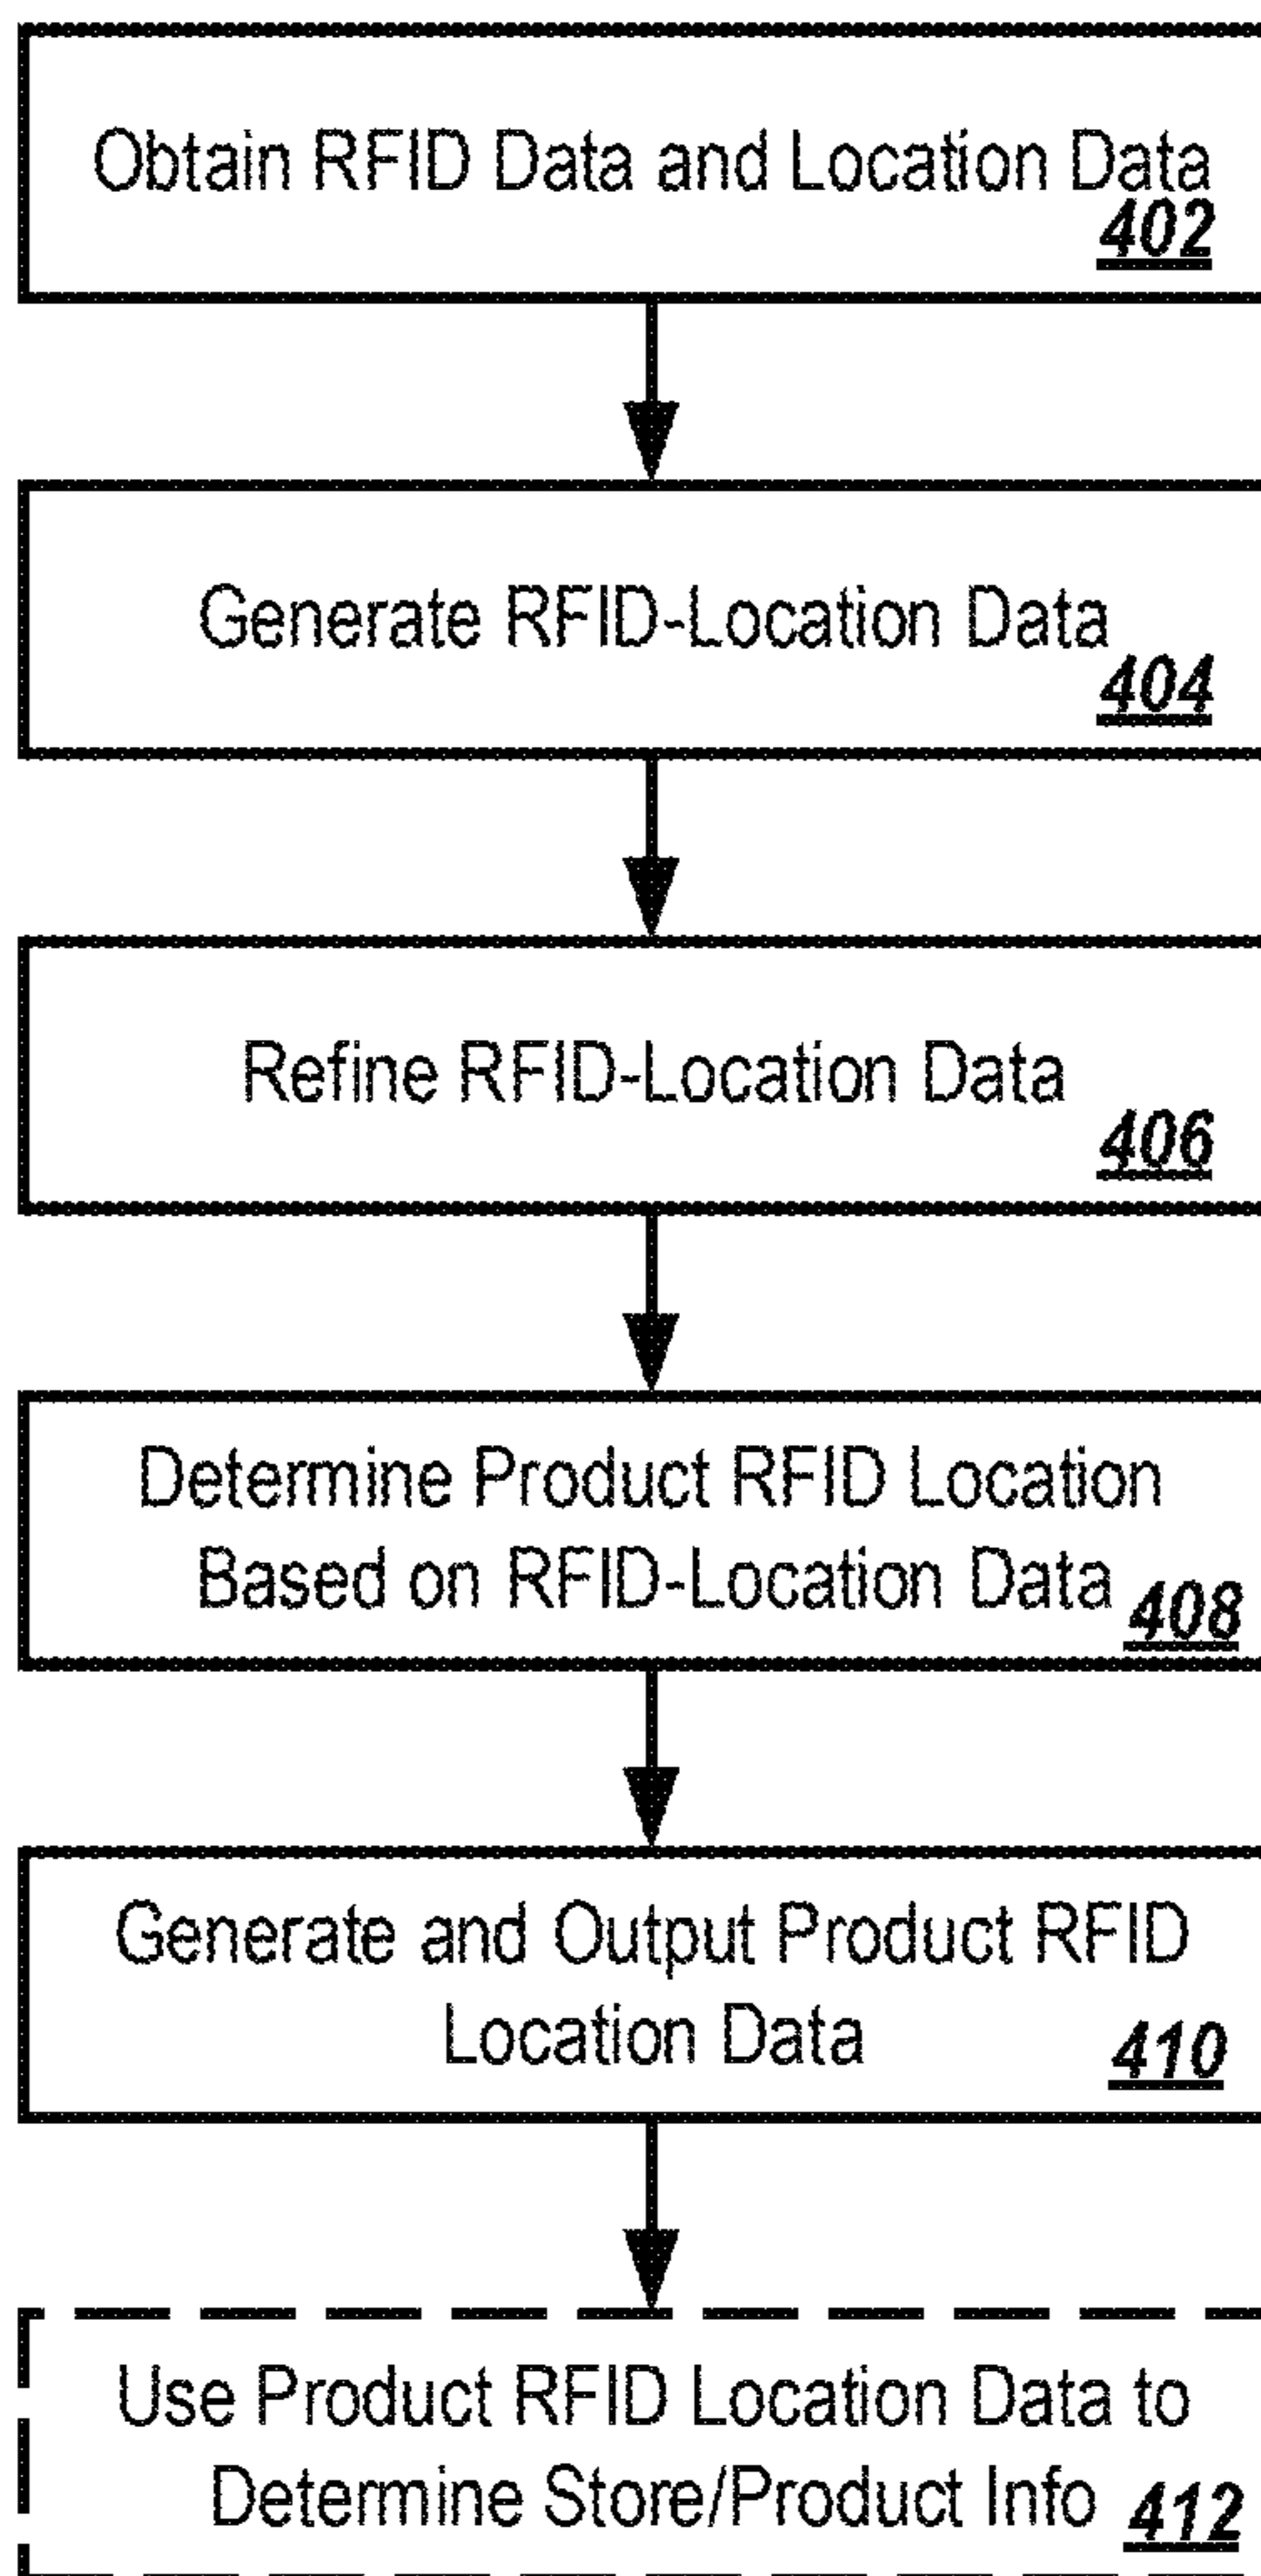 Obtain RFID Data and Location Data
402
Generate RFID-Location Data
404
Refine RFID-Location Data
406
Determine Product RFID Location
Based on RFID-Location Data 408
Generate and Output Product RFID
Location Data 410
Use Product RFID Location Data to
Determine Store/Product Info 412